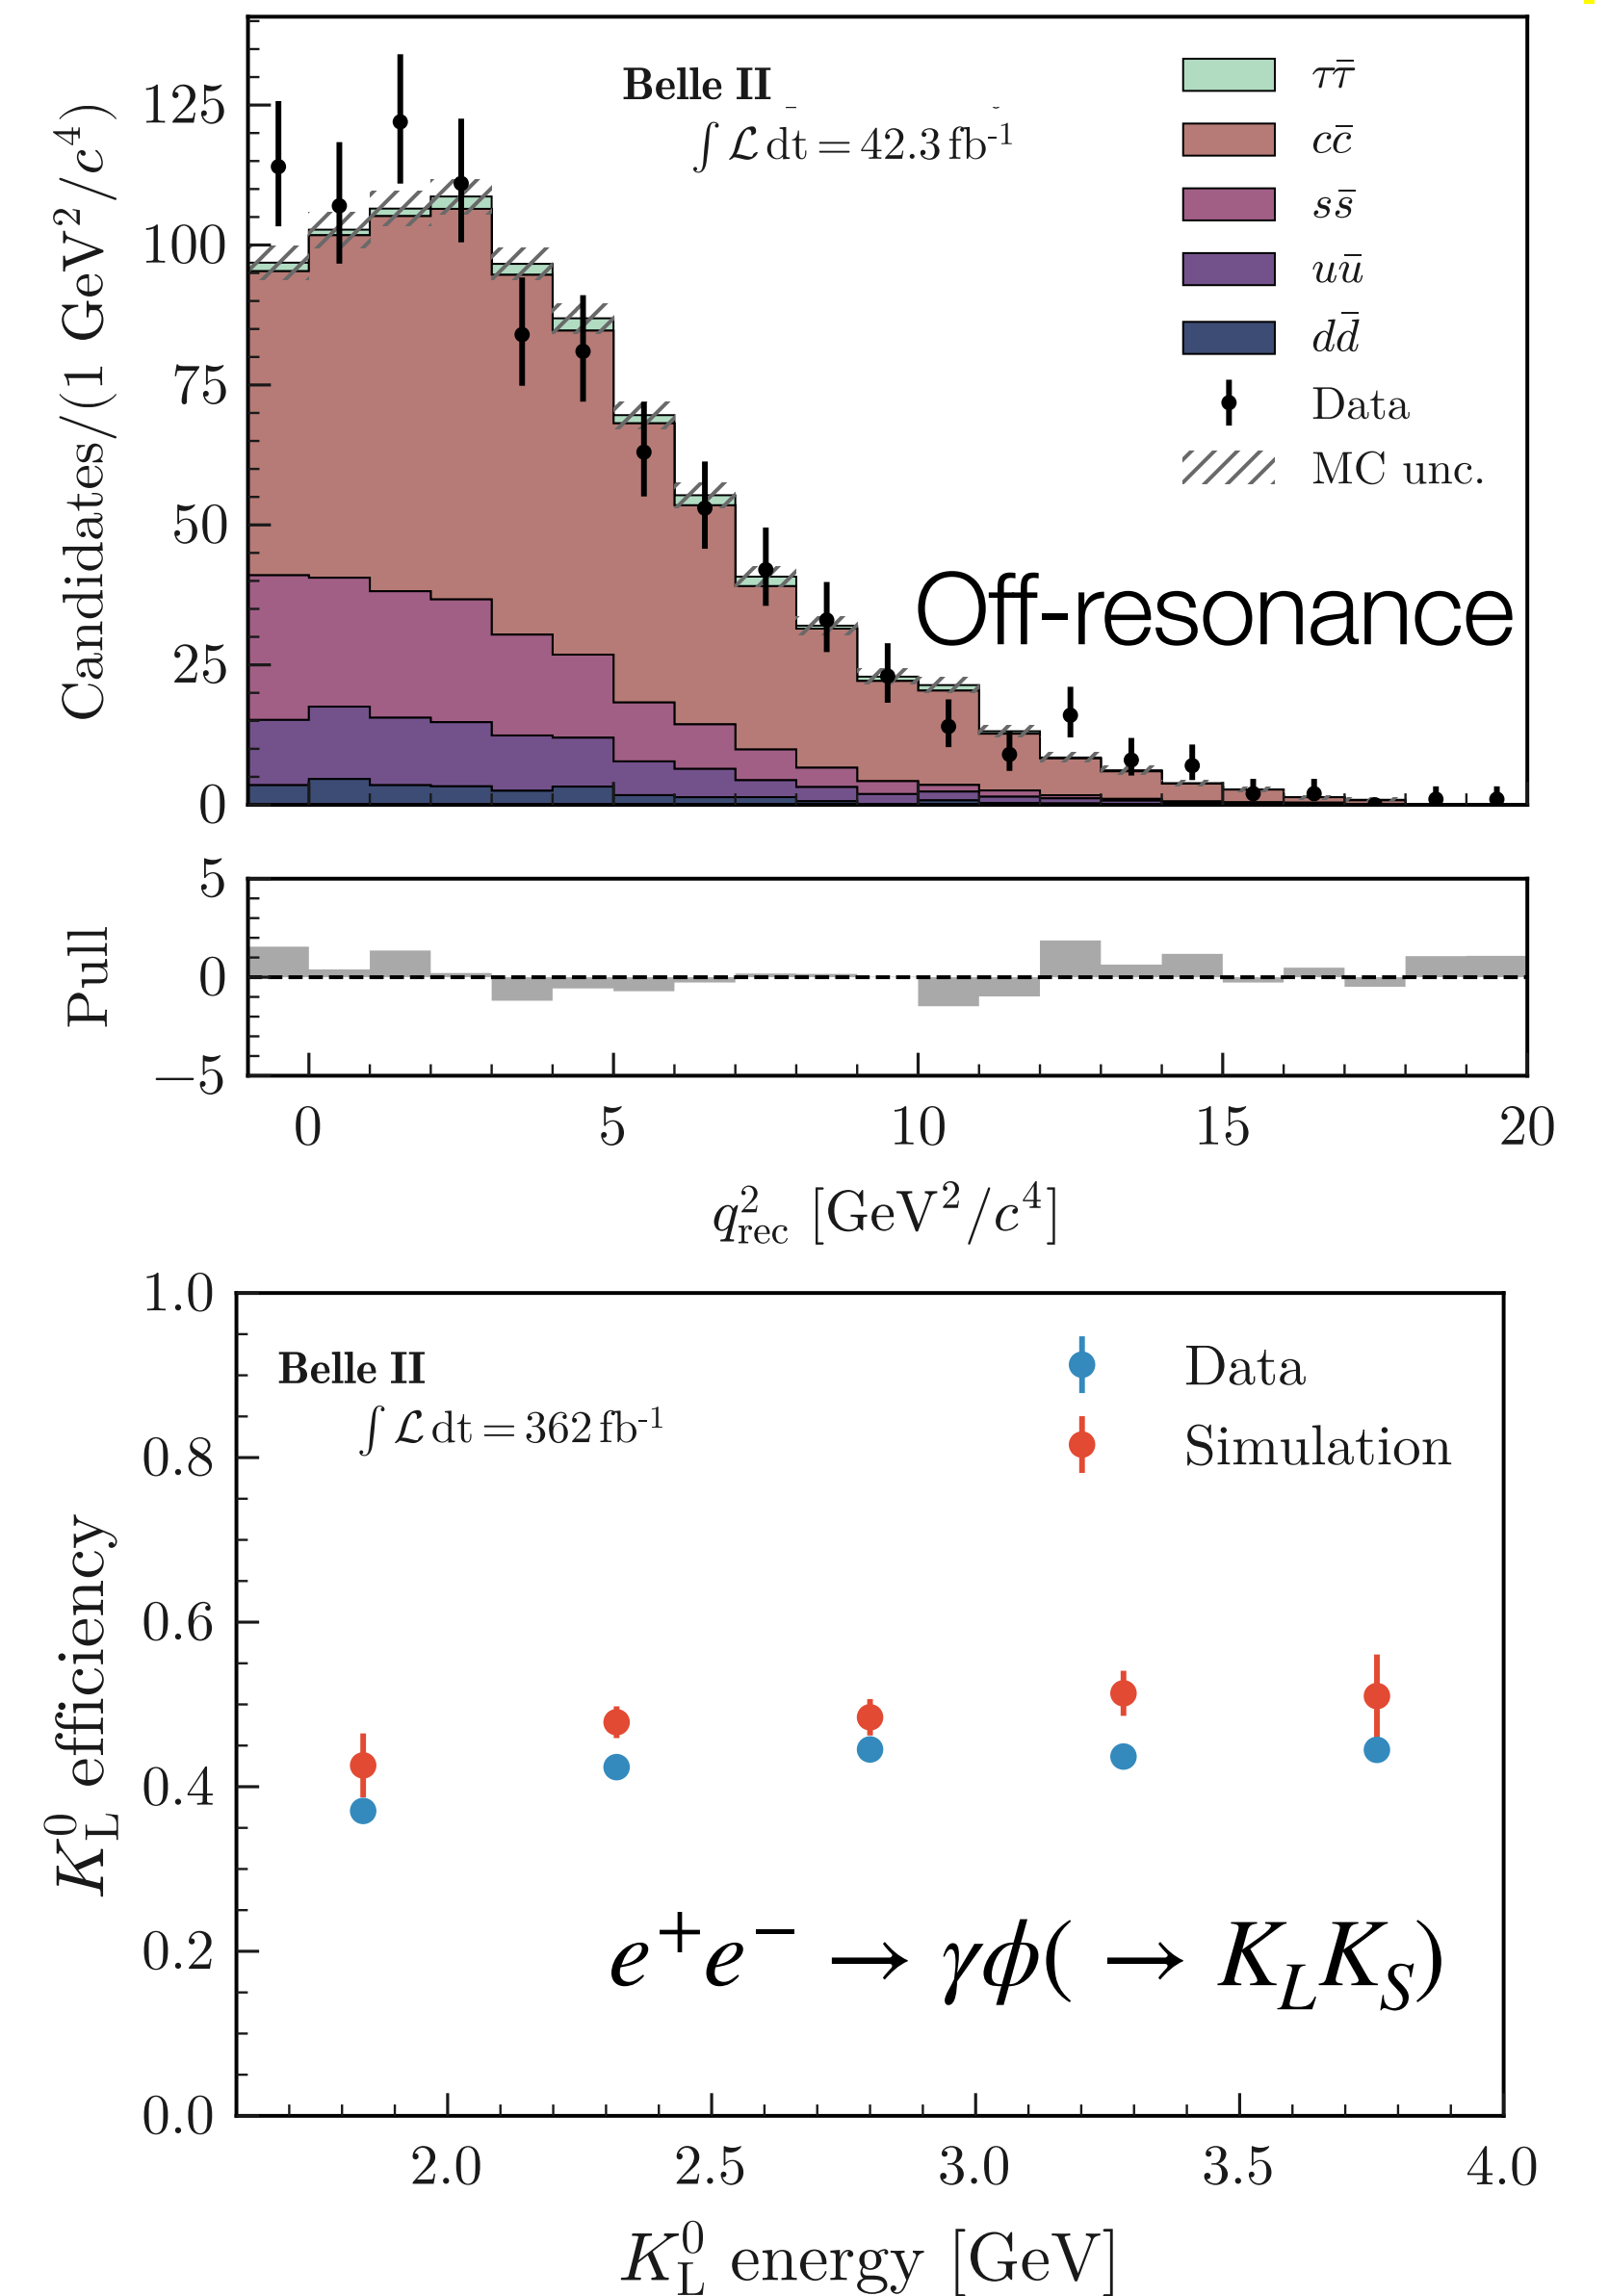 Belle II
∫ ℒ dt = 42.3 fb⁻¹
ττ̄
cc̄
ss̄
uū
dd̄
Data
MC unc.
Off-resonance
Candidates/(1 GeV²/c⁴)
125
100
75
50
25
0
Pull
5
0
−5
0 5 10 15 20
q²rec [GeV²/c⁴]
Belle II
∫ ℒ dt = 362 fb⁻¹
Data
Simulation
K⁰L efficiency
1.0
0.8
0.6
0.4
0.2
0.0
e⁺e⁻ → γϕ( → K_L K_S)
2.0 2.5 3.0 3.5 4.0
K⁰L energy [GeV]